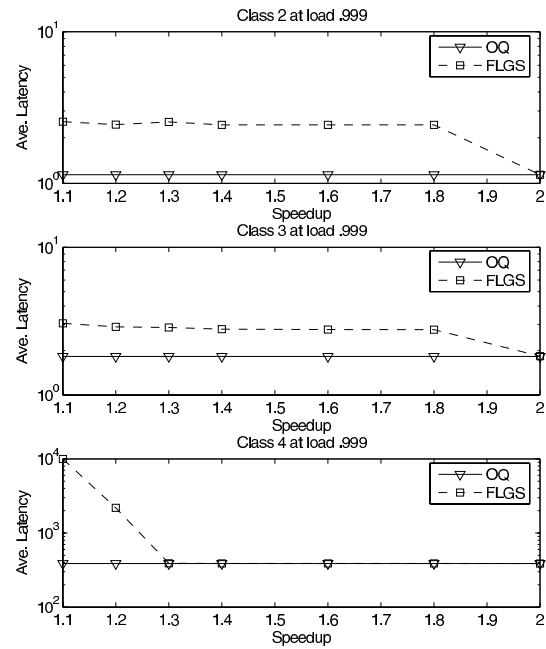 Class 2 at load .999
10^1
OQ
FLGS
Ave. Latency
10^0
1.1 1.2 1.3 1.4 1.5 1.6 1.7 1.8 1.9 2
Speedup
Class 3 at load .999
10^1
OQ
FLGS
Ave. Latency
10^0
1.1 1.2 1.3 1.4 1.5 1.6 1.7 1.8 1.9 2
Speedup
Class 4 at load .999
10^4
OQ
FLGS
Ave. Latency
10^3
10^2
1.1 1.2 1.3 1.4 1.5 1.6 1.7 1.8 1.9 2
Speedup